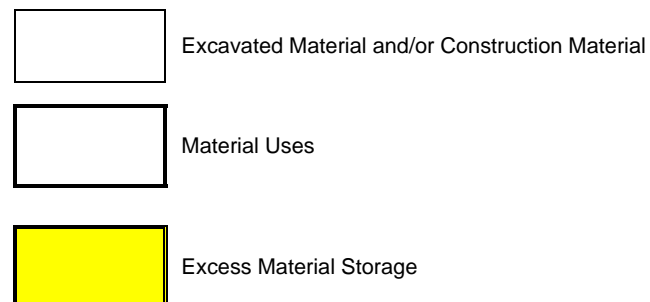 Excavated Material and/or Construction Material
Material Uses
Excess Material Storage